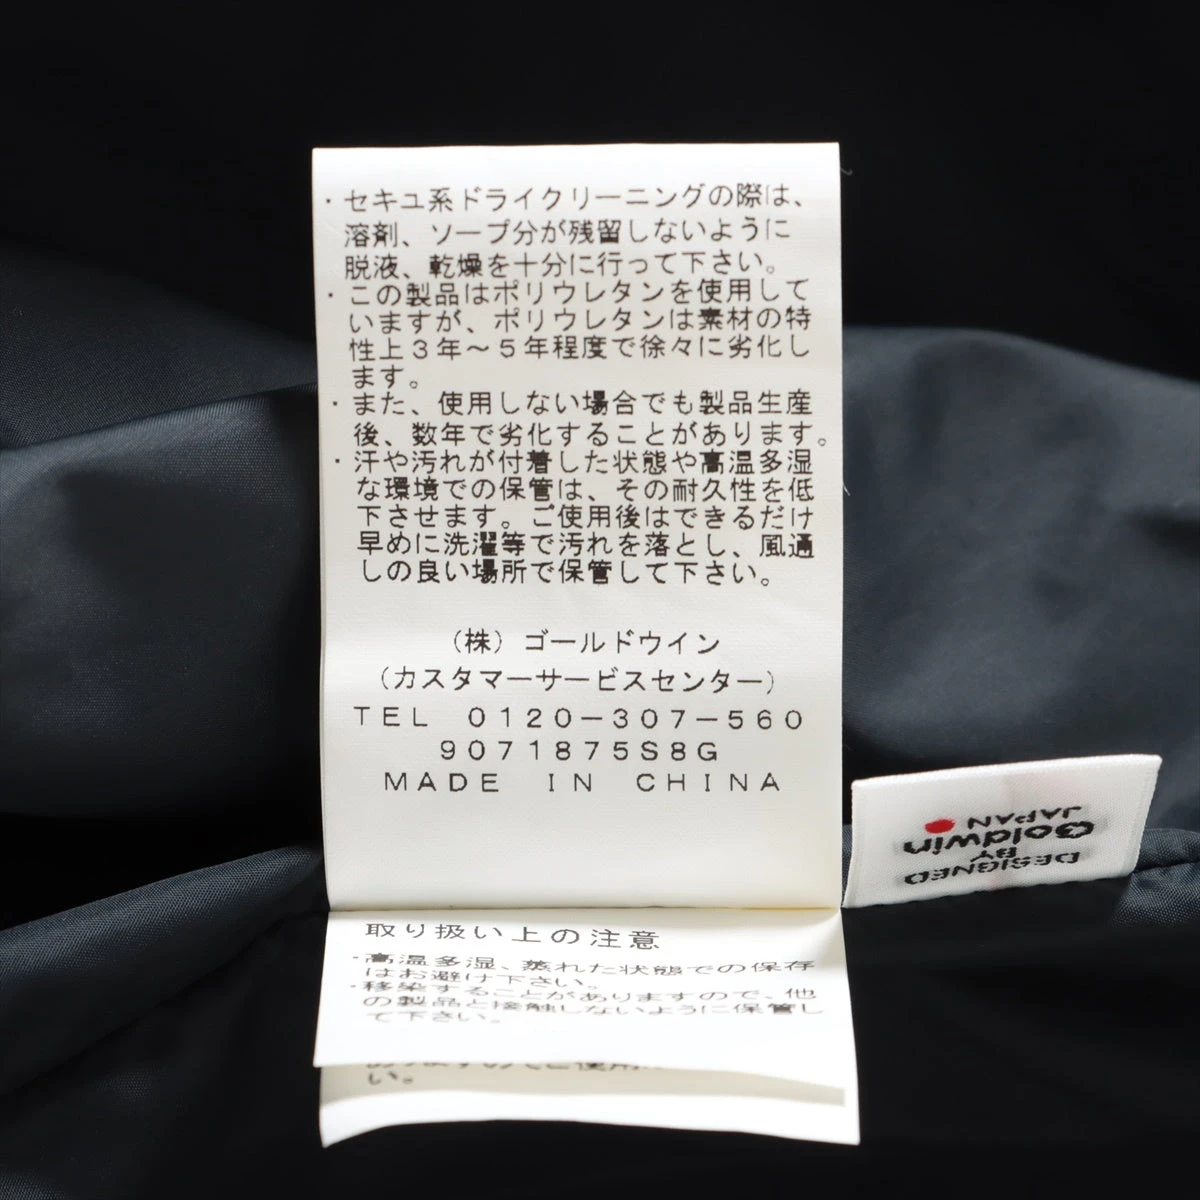 ・セキユ系ドライクリーニングの際は、
溶剤、ソープ分が残留しないように
脱液、乾燥を十分に行って下さい。
・この製品はポリウレタンを使用して
いますが、ポリウレタンは素材の特
性上3年～5年程度で徐々に劣化し
ます。
・また、使用しない場合でも製品生産
後、数年で劣化することがあります。
・汗や汚れが付着した状態や高温多湿
な環境での保管は、その耐久性を低
下させます。ご使用後はできるだけ
早めに洗濯等で汚れを落とし、風通
しの良い場所で保管して下さい。
(株) ゴールドウイン
(カスタマーサービスセンター)
TEL 0120-307-560
9071875S8G
MADE IN CHINA
DESIGNED
BY
Goldwin
JAPAN
取り扱い上の注意
・高温多湿、蒸れた状態での保存
はお避け下さい。
・移染することがありますので、他
の製品と接触しないように保管し
て下さい。
い。